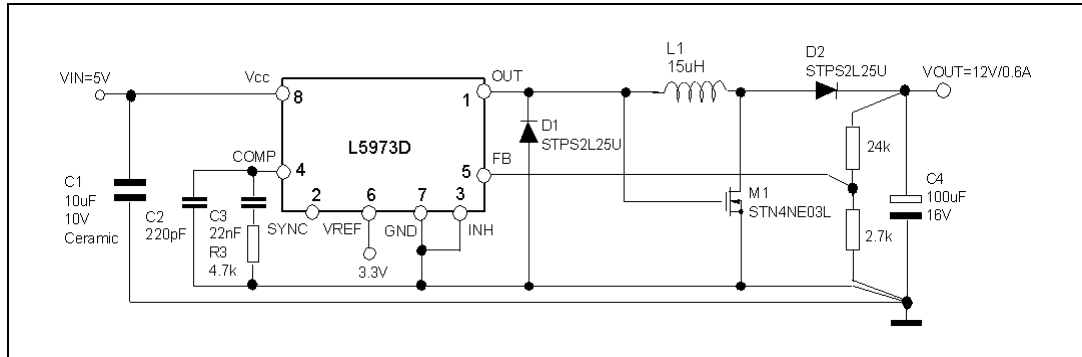 L1
15uH
D2
STPS2L25U
VIN=5V
Vcc
OUT
VOUT=12V/0.6A
8
1
L5973D
D1
STPS2L25U
24k
COMP
FB
4
5
C1
10uF
10V
Ceramic
C2
220pF
C3
22nF
R3
4.7k
2
6
7
3
SYNC
VREF
GND
INH
3.3V
M1
STN4NE03L
2.7k
C4
100uF
16V